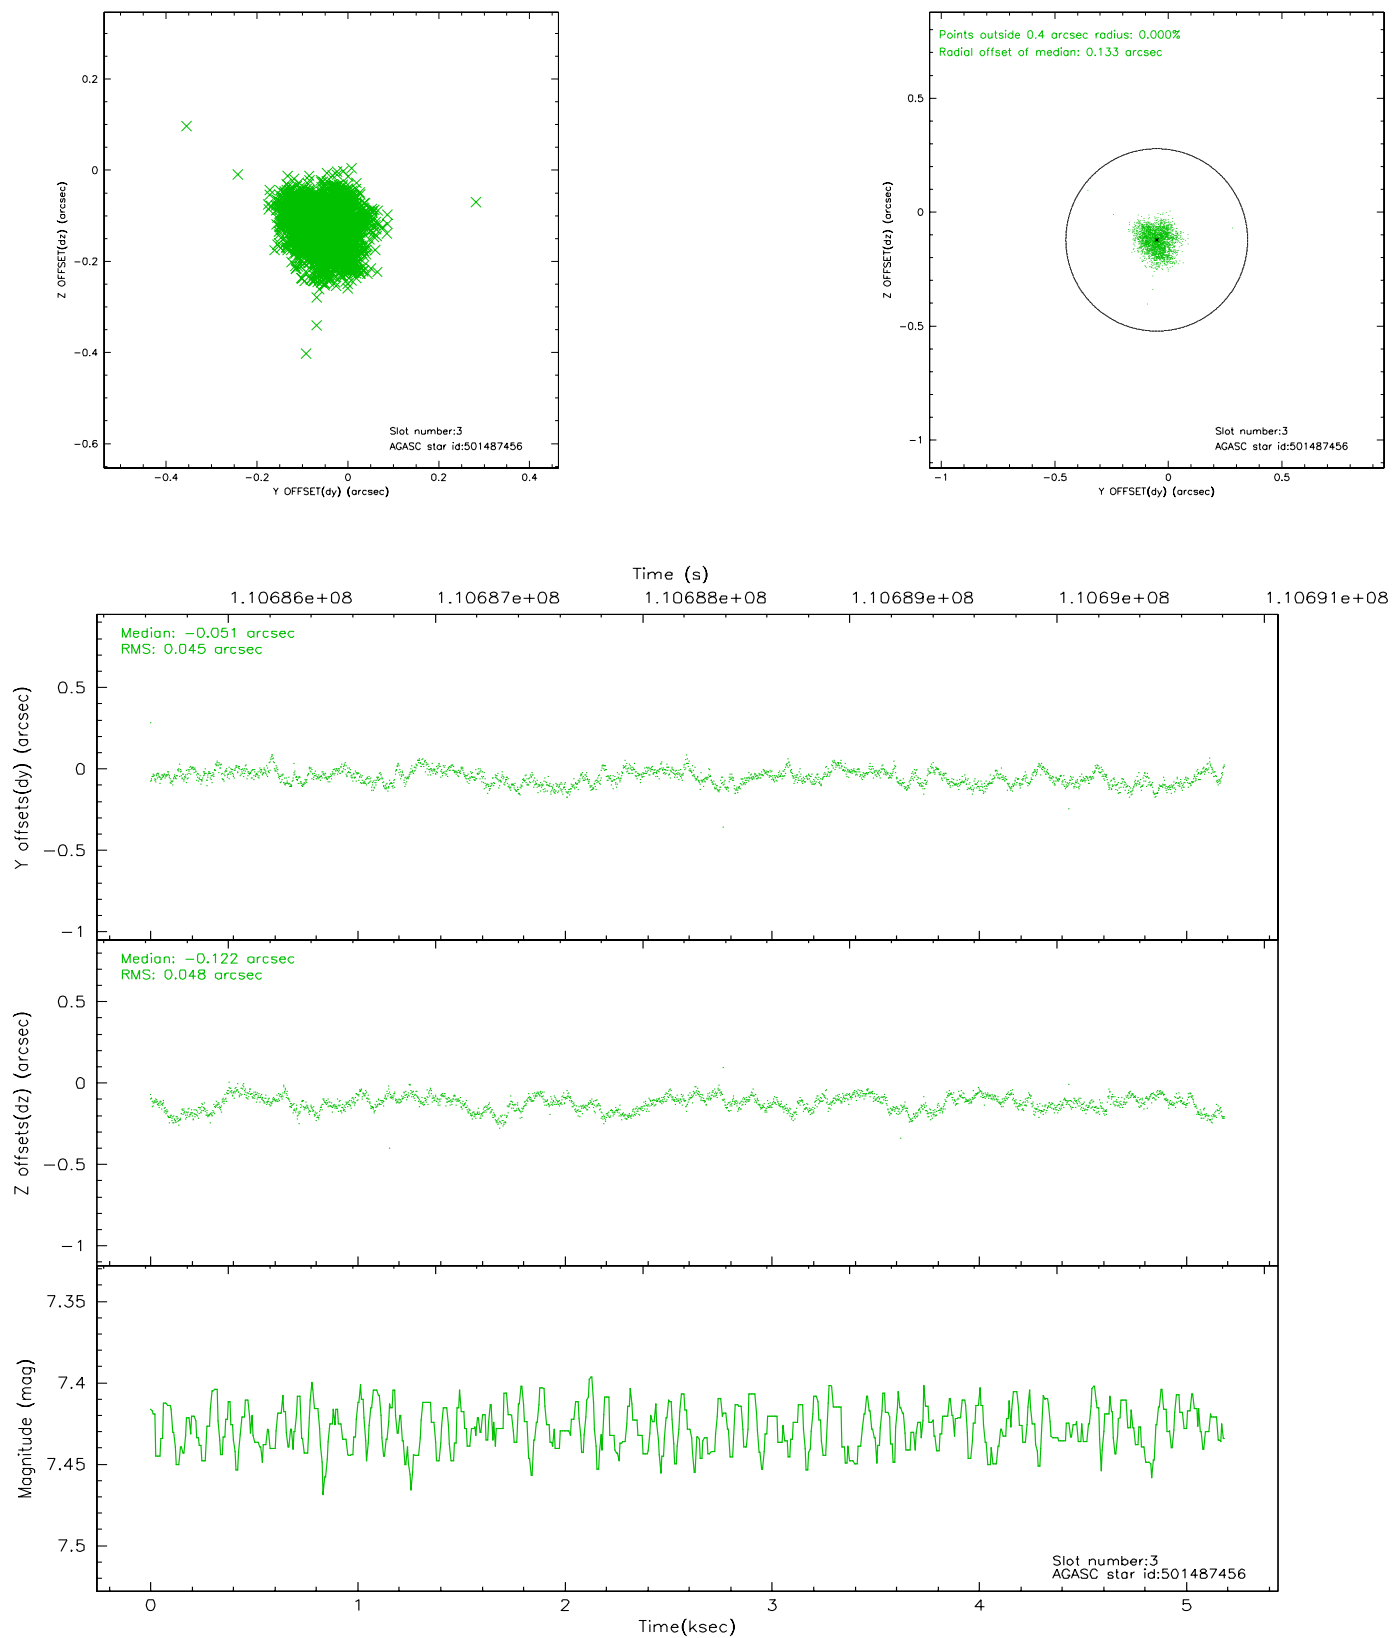 0.2
0
−0.2
−0.4
−0.6
Z OFFSET(dz) (arcsec)
Slot number:3
AGASC star id:501487456
−0.4 −0.2 0 0.2 0.4
Y OFFSET(dy) (arcsec)
Points outside 0.4 arcsec radius: 0.000%
Radial offset of median: 0.133 arcsec
0.5
0
−0.5
−1
Z OFFSET(dz) (arcsec)
Slot number:3
AGASC star id:501487456
−1 −0.5 0 0.5
Y OFFSET(dy) (arcsec)
Time (s)
1.10686e+08 1.10687e+08 1.10688e+08 1.10689e+08 1.1069e+08 1.10691e+08
Median: −0.051 arcsec
RMS: 0.045 arcsec
0.5
0
−0.5
−1
Y offsets(dy) (arcsec)
Median: −0.122 arcsec
RMS: 0.048 arcsec
0.5
0
−0.5
−1
Z offsets(dz) (arcsec)
7.35
7.4
7.45
7.5
Magnitude (mag)
Slot number:3
AGASC star id:501487456
0 1 2 3 4 5
Time(ksec)